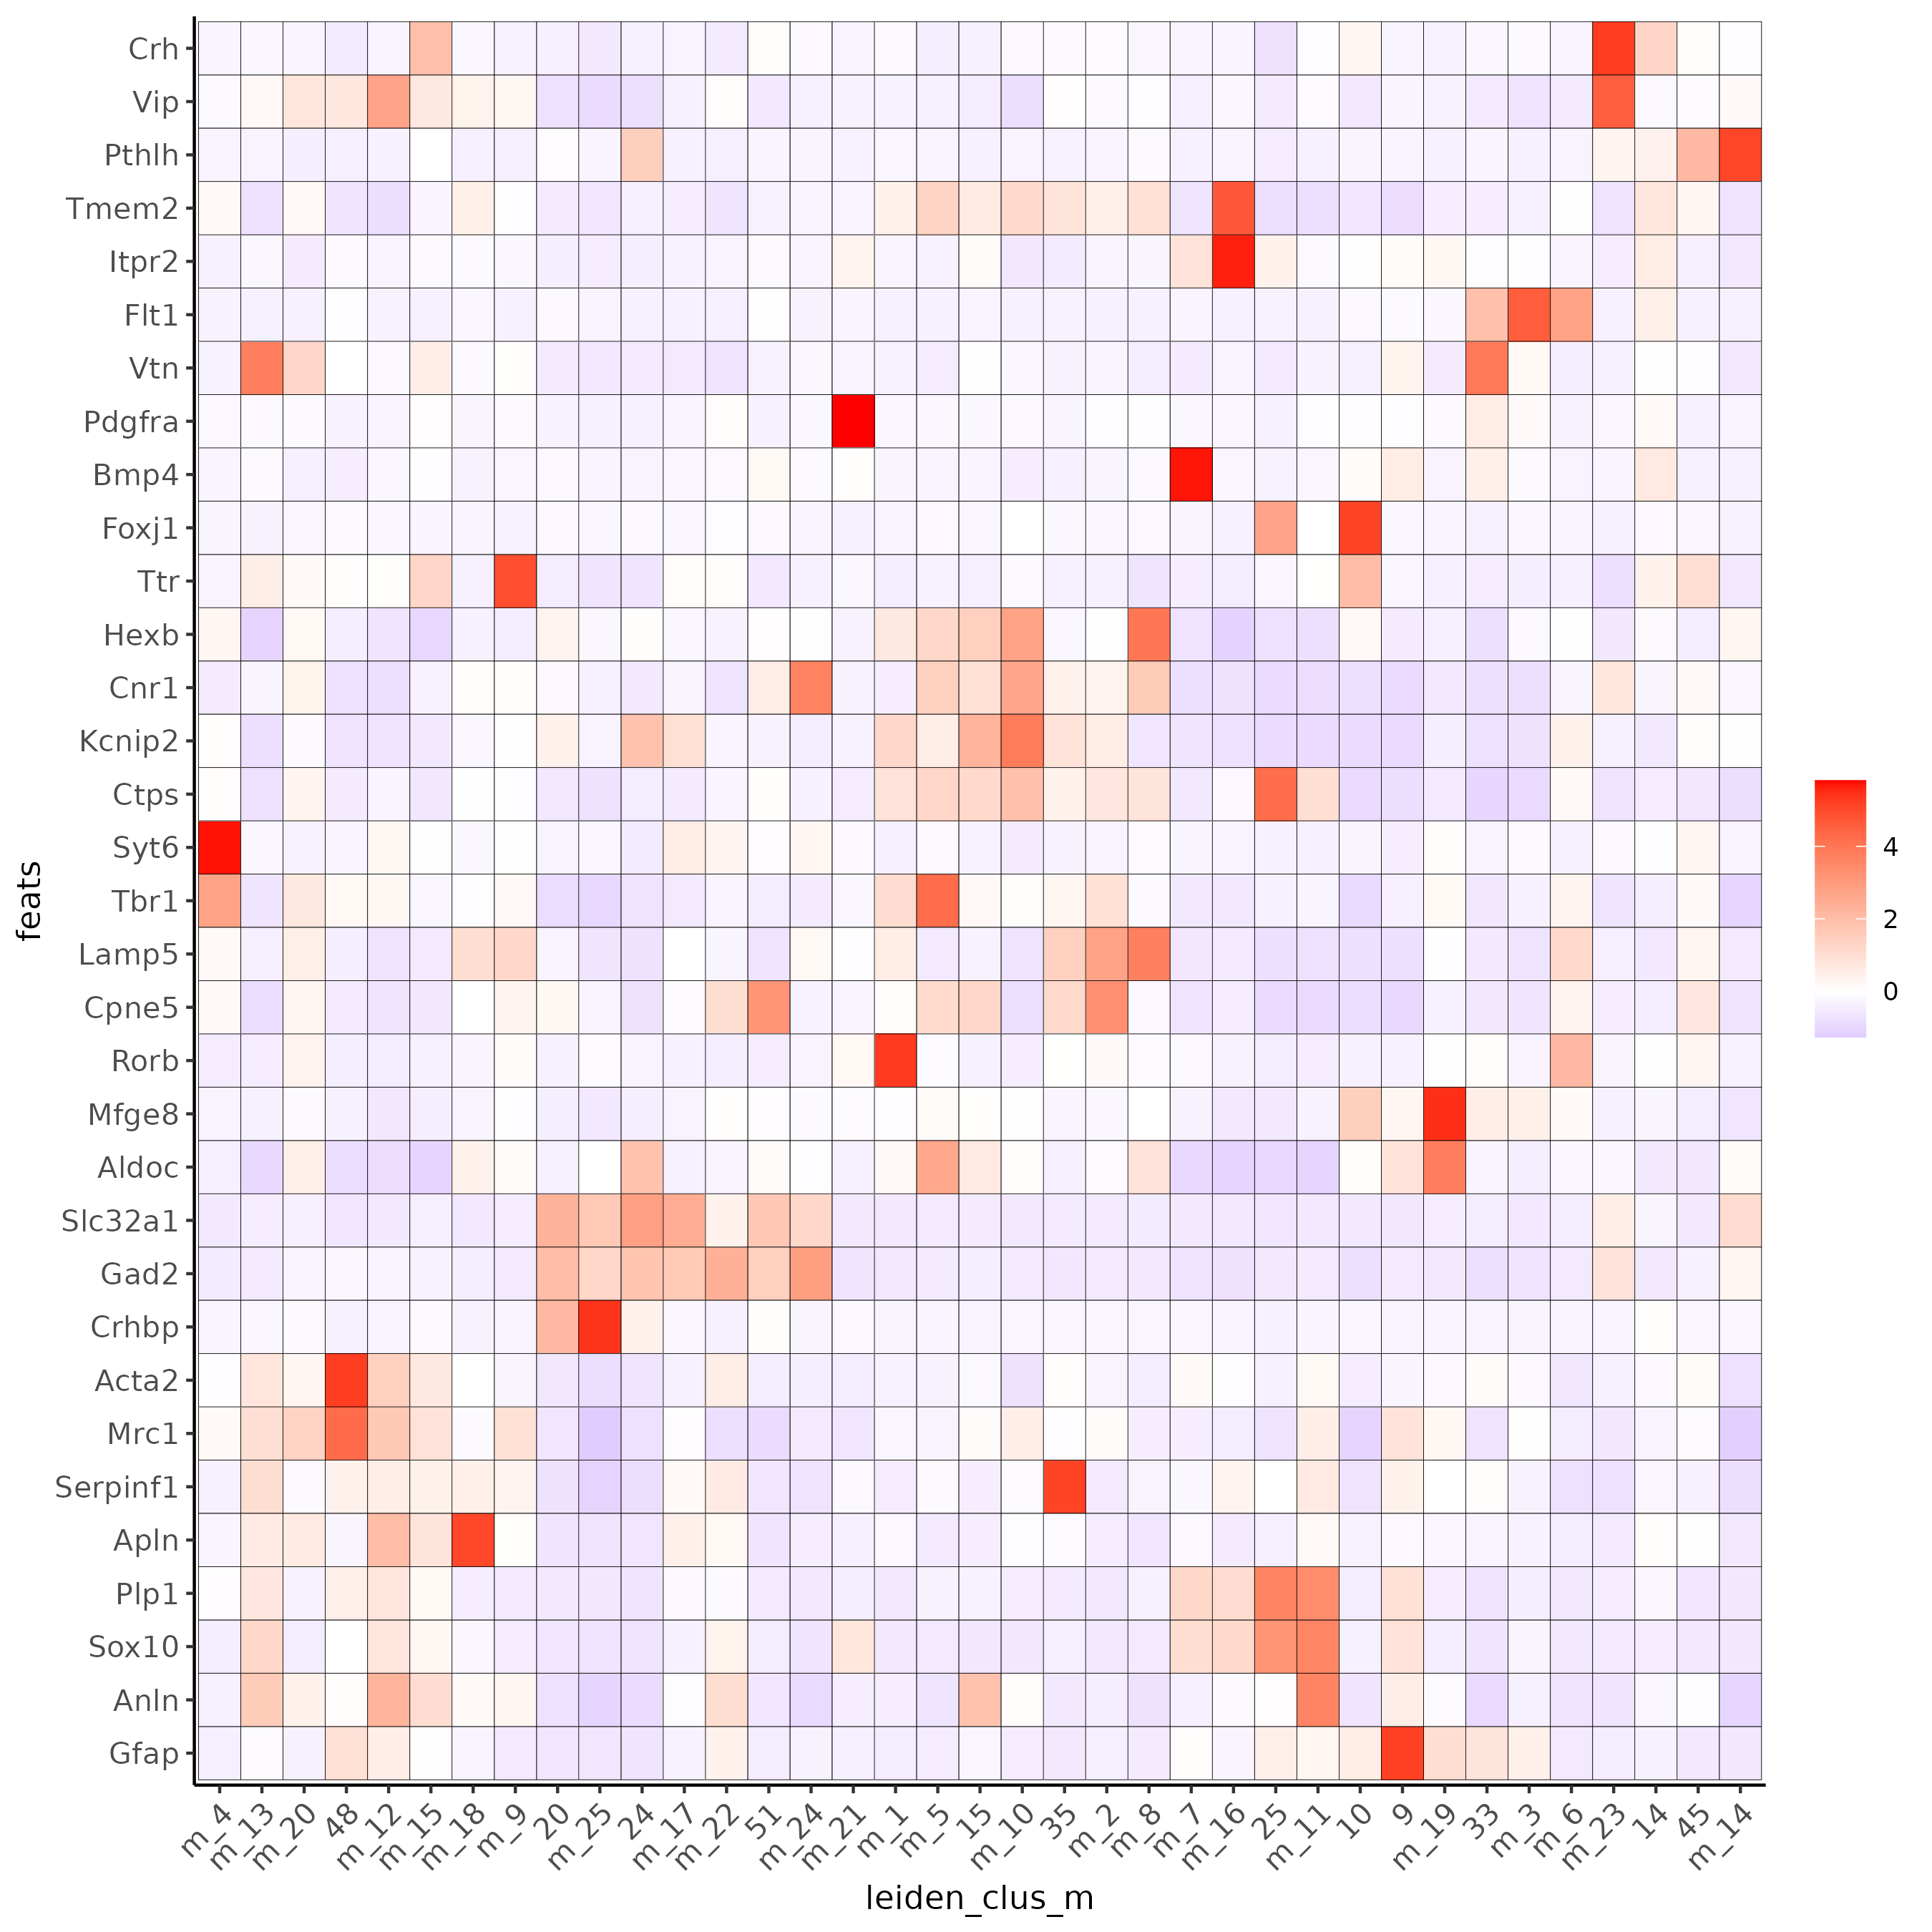 Crh
Vip
Pthlh
Tmem2
Itpr2
Flt1
Vtn
Pdgfra
Bmp4
Foxj1
Ttr
Hexb
Cnr1
Kcnip2
Ctps
Syt6
Tbr1
Lamp5
Cpne5
Rorb
Mfge8
Aldoc
Slc32a1
Gad2
Crhbp
Acta2
Mrc1
Serpinf1
Apln
Plp1
Sox10
Anln
Gfap
feats
m_4 m_13 m_20 48 m_12 m_15 m_18 m_9 20 m_25 24 m_17 m_22 51 m_24 m_21 m_1 m_5 15 m_10 35 m_2 m_8 m_7 m_16 25 m_11 10 9 m_19 33 m_3 m_6 m_23 14 45 m_14
leiden_clus_m
4
2
0